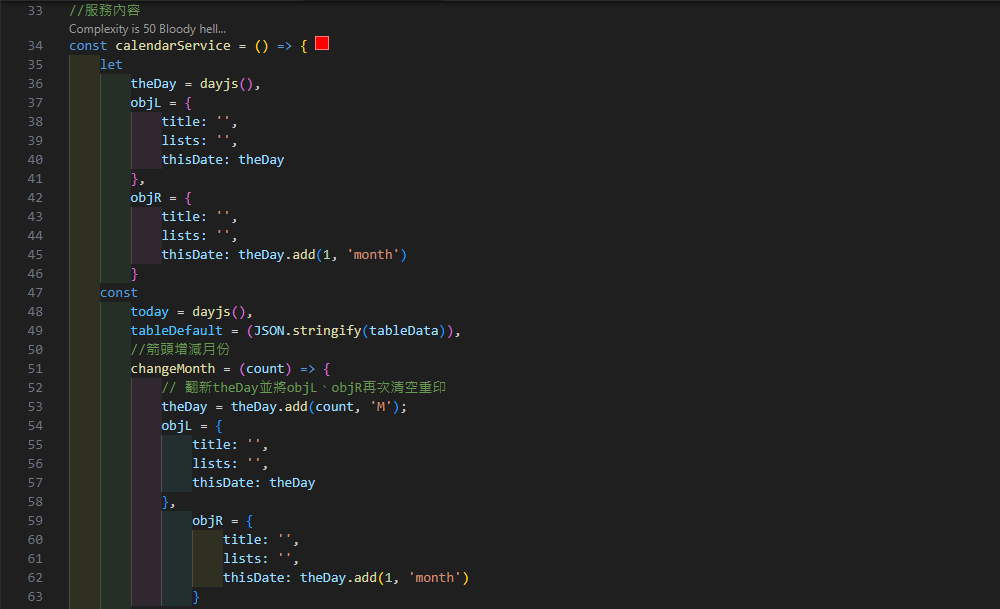 33 //服務內容
Complexity is 50 Bloody hell...
34 const calendarService = () => {
35 let
36 theDay = dayjs(),
37 objL = {
38 title: '',
39 lists: '',
40 thisDate: theDay
41 },
42 objR = {
43 title: '',
44 lists: '',
45 thisDate: theDay.add(1, 'month')
46 }
47 const
48 today = dayjs(),
49 tableDefault = (JSON.stringify(tableData)),
50 //箭頭增減月份
51 changeMonth = (count) => {
52 // 翻新theDay並將objL、objR再次清空重印
53 theDay = theDay.add(count, 'M');
54 objL = {
55 title: '',
56 lists: '',
57 thisDate: theDay
58 },
59 objR = {
60 title: '',
61 lists: '',
62 thisDate: theDay.add(1, 'month')
63 }